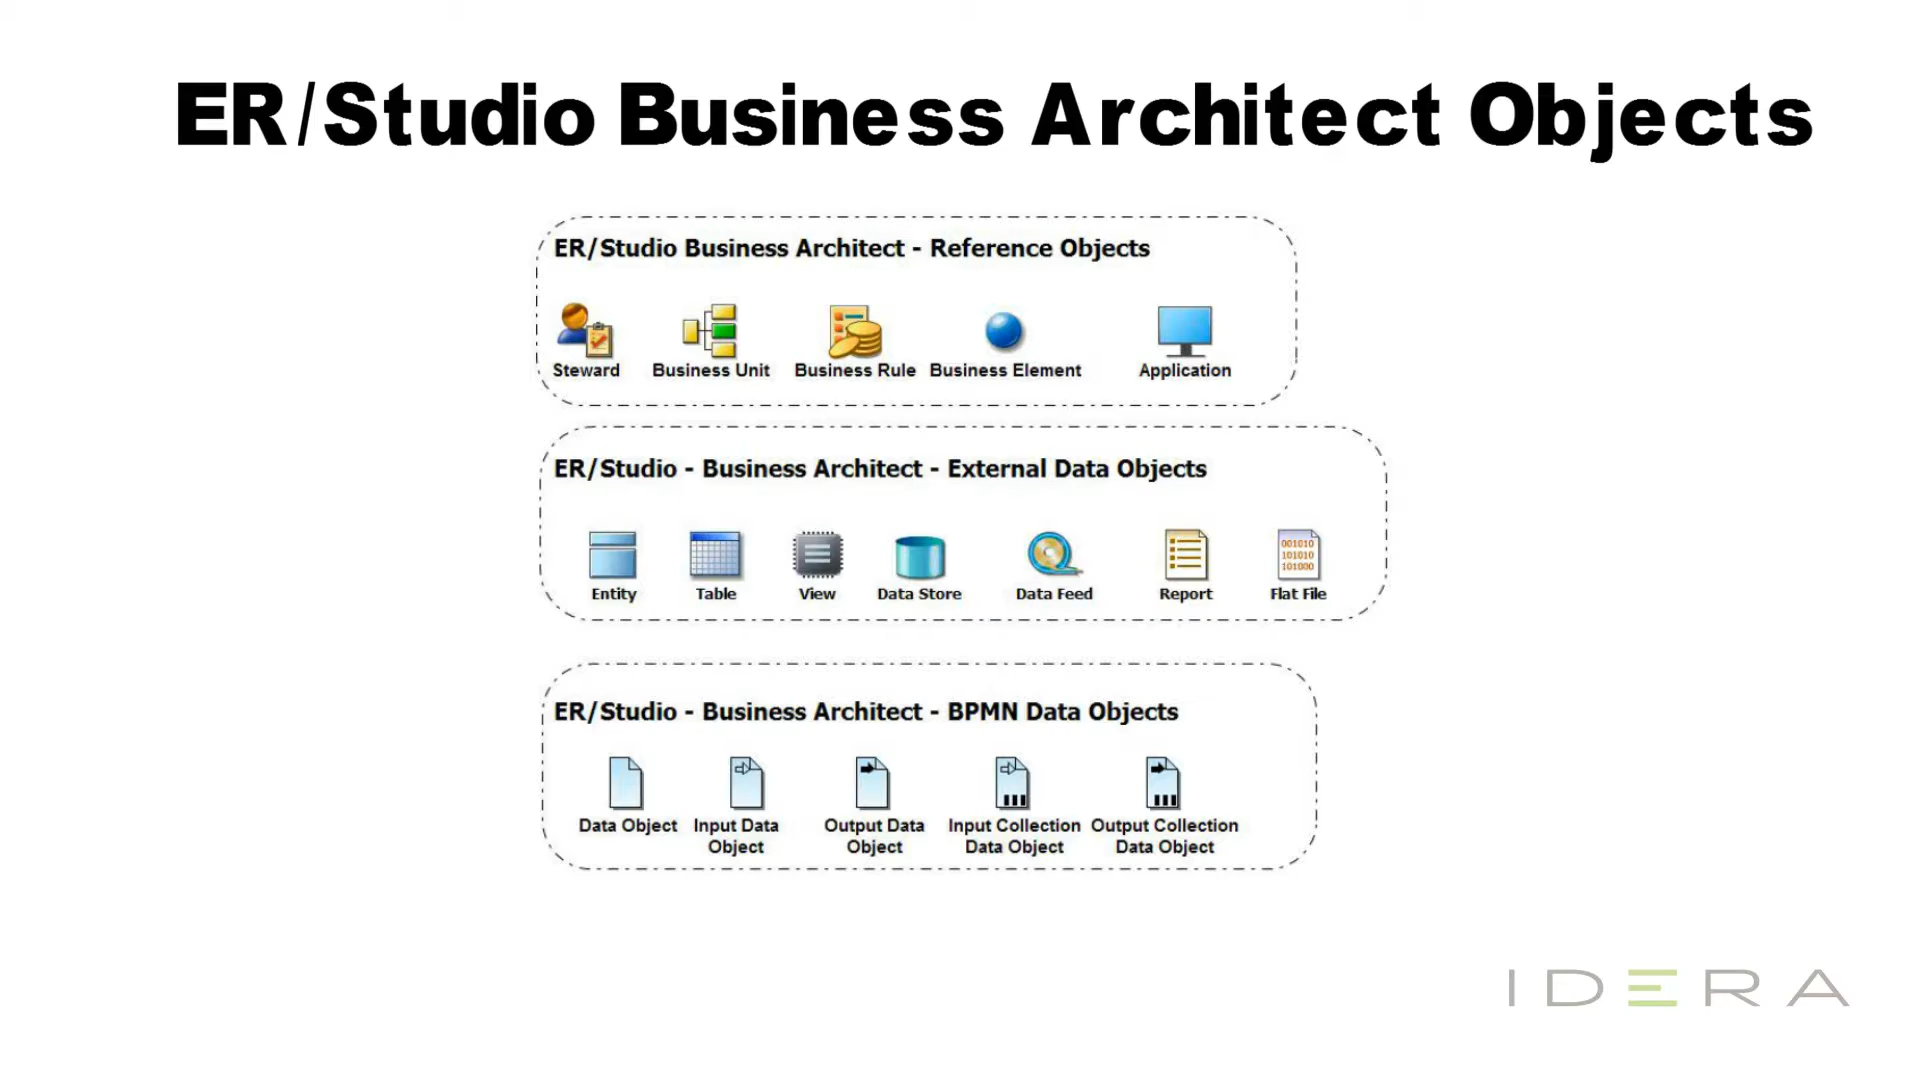 ER/Studio Business Architect Objects
ER/Studio Business Architect - Reference Objects
Steward
Business Unit
Business Rule
Business Element
Application
ER/Studio - Business Architect - External Data Objects
001010
101010
101000
Entity
Table
View
Data Store
Data Feed
Report
Flat File
ER/Studio - Business Architect - BPMN Data Objects
Data Object
Input Data
Object
Output Data
Object
Input Collection
Data Object
Output Collection
Data Object
IDERA